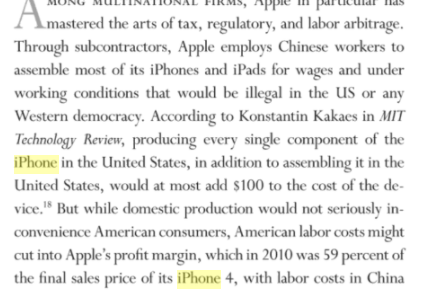 AMONG MULTINATIONAL FIRMS, Apple in particular has
mastered the arts of tax, regulatory, and labor arbitrage.
Through subcontractors, Apple employs Chinese workers to
assemble most of its iPhones and iPads for wages and under
working conditions that would be illegal in the US or any
Western democracy. According to Konstantin Kakaes in MIT
Technology Review, producing every single component of the
iPhone in the United States, in addition to assembling it in the
United States, would at most add $100 to the cost of the de-
vice.18 But while domestic production would not seriously in-
convenience American consumers, American labor costs might
cut into Apple's profit margin, which in 2010 was 59 percent of
the final sales price of its iPhone 4, with labor costs in China